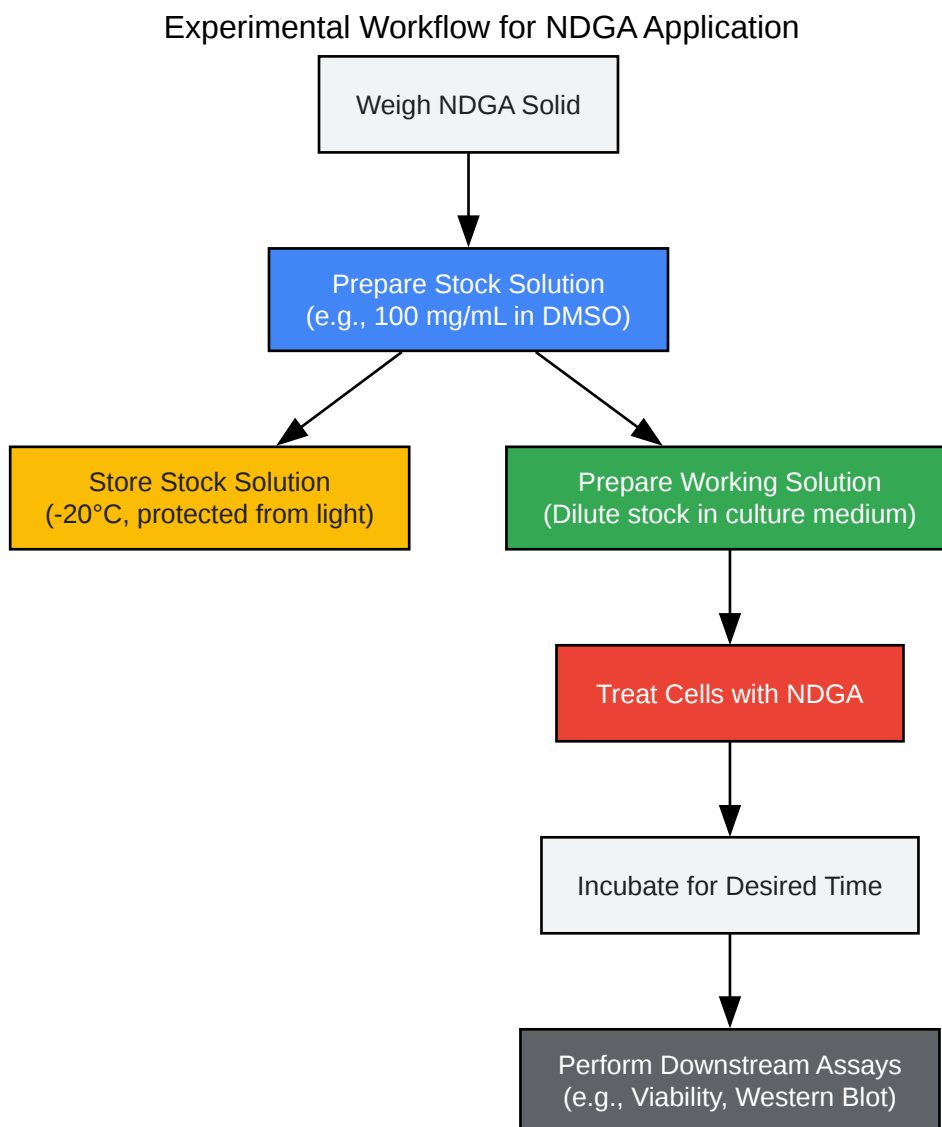 Experimental Workflow for NDGA Application
Weigh NDGA Solid
Prepare Stock Solution
(e.g., 100 mg/mL in DMSO)
Store Stock Solution
(-20°C, protected from light)
Prepare Working Solution
(Dilute stock in culture medium)
Treat Cells with NDGA
Incubate for Desired Time
Perform Downstream Assays
(e.g., Viability, Western Blot)